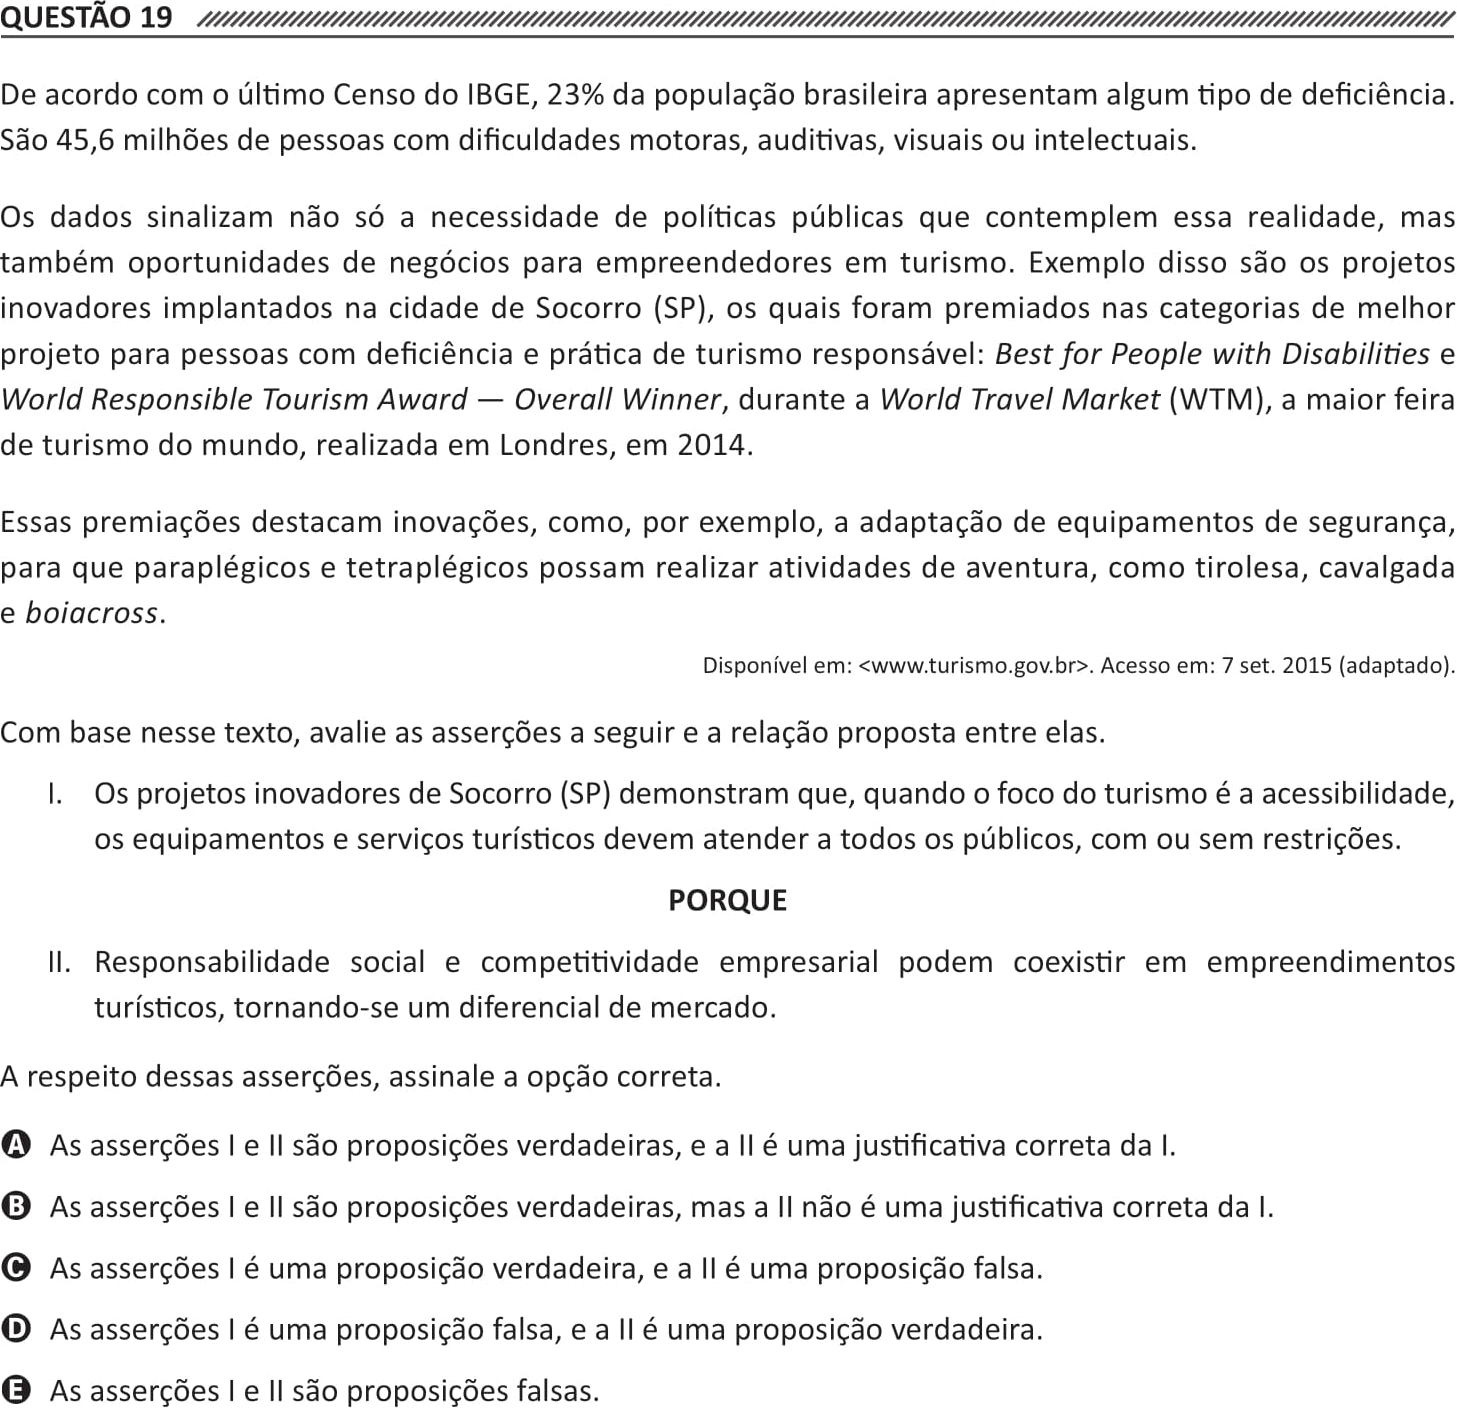 QUESTÃO 19
De acordo com o último Censo do IBGE, 23% da população brasileira apresentam algum tipo de deficiência.
São 45,6 milhões de pessoas com dificuldades motoras, auditivas, visuais ou intelectuais.
Os dados sinalizam não só a necessidade de políticas públicas que contemplem essa realidade, mas
também oportunidades de negócios para empreendedores em turismo. Exemplo disso são os projetos
inovadores implantados na cidade de Socorro (SP), os quais foram premiados nas categorias de melhor
projeto para pessoas com deficiência e prática de turismo responsável: Best for People with Disabilities e
World Responsible Tourism Award — Overall Winner, durante a World Travel Market (WTM), a maior feira
de turismo do mundo, realizada em Londres, em 2014.
Essas premiações destacam inovações, como, por exemplo, a adaptação de equipamentos de segurança,
para que paraplégicos e tetraplégicos possam realizar atividades de aventura, como tirolesa, cavalgada
e boiacross.
Disponível em: <www.turismo.gov.br>. Acesso em: 7 set. 2015 (adaptado).
Com base nesse texto, avalie as asserções a seguir e a relação proposta entre elas.
I. Os projetos inovadores de Socorro (SP) demonstram que, quando o foco do turismo é a acessibilidade,
os equipamentos e serviços turísticos devem atender a todos os públicos, com ou sem restrições.
PORQUE
II. Responsabilidade social e competitividade empresarial podem coexistir em empreendimentos
turísticos, tornando-se um diferencial de mercado.
A respeito dessas asserções, assinale a opção correta.
A As asserções I e II são proposições verdadeiras, e a II é uma justificativa correta da I.
B As asserções I e II são proposições verdadeiras, mas a II não é uma justificativa correta da I.
C As asserções I é uma proposição verdadeira, e a II é uma proposição falsa.
D As asserções I é uma proposição falsa, e a II é uma proposição verdadeira.
E As asserções I e II são proposições falsas.